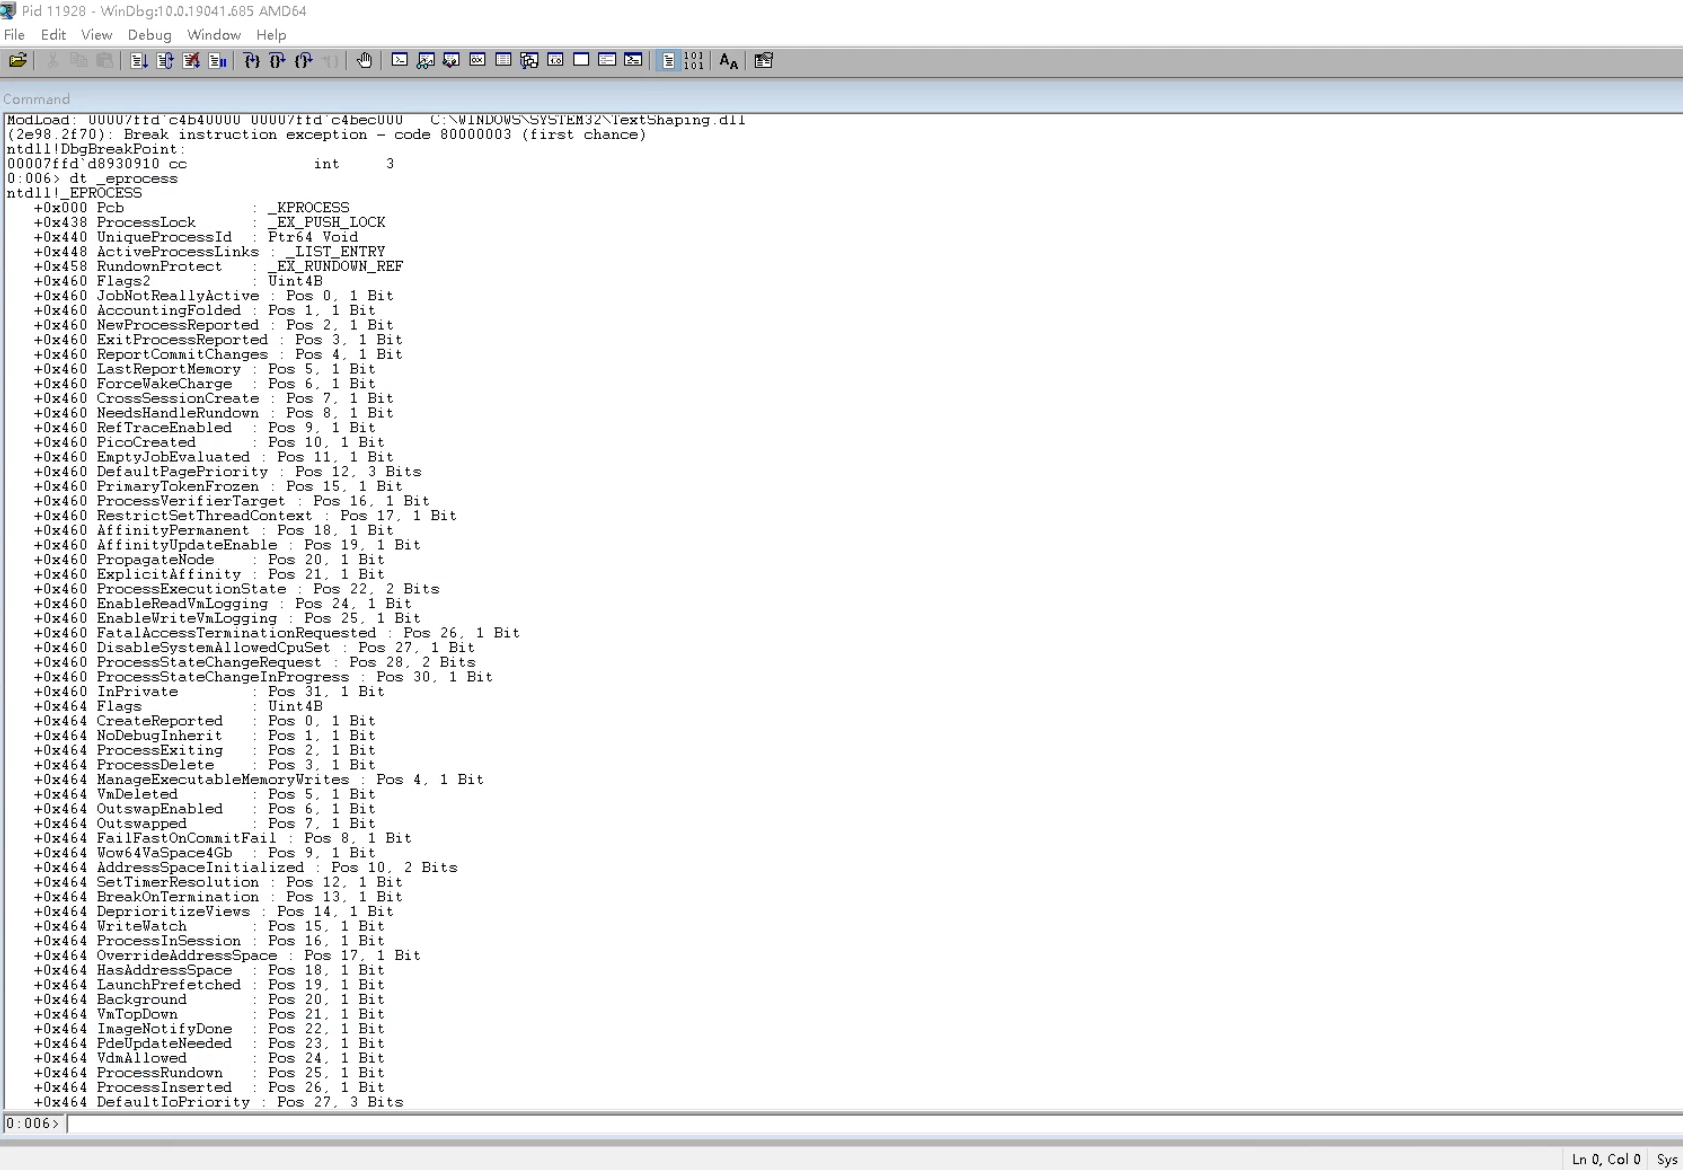 Pid 11928 - WinDbg:10.0.19041.685 AMD64
File Edit View Debug Window Help
Command
ModLoad: 00007ffd`c4b40000 00007ffd`c4bec000   C:\WINDOWS\SYSTEM32\TextShaping.dll
(2e98.2f70): Break instruction exception - code 80000003 (first chance)
ntdll!DbgBreakPoint:
00007ffd`d8930910 cc              int     3
0:006> dt _eprocess
ntdll!_EPROCESS
   +0x000 Pcb              : _KPROCESS
   +0x438 ProcessLock      : _EX_PUSH_LOCK
   +0x440 UniqueProcessId  : Ptr64 Void
   +0x448 ActiveProcessLinks : _LIST_ENTRY
   +0x458 RundownProtect   : _EX_RUNDOWN_REF
   +0x460 Flags2           : Uint4B
   +0x460 JobNotReallyActive : Pos 0, 1 Bit
   +0x460 AccountingFolded : Pos 1, 1 Bit
   +0x460 NewProcessReported : Pos 2, 1 Bit
   +0x460 ExitProcessReported : Pos 3, 1 Bit
   +0x460 ReportCommitChanges : Pos 4, 1 Bit
   +0x460 LastReportMemory : Pos 5, 1 Bit
   +0x460 ForceWakeCharge  : Pos 6, 1 Bit
   +0x460 CrossSessionCreate : Pos 7, 1 Bit
   +0x460 NeedsHandleRundown : Pos 8, 1 Bit
   +0x460 RefTraceEnabled  : Pos 9, 1 Bit
   +0x460 PicoCreated      : Pos 10, 1 Bit
   +0x460 EmptyJobEvaluated : Pos 11, 1 Bit
   +0x460 DefaultPagePriority : Pos 12, 3 Bits
   +0x460 PrimaryTokenFrozen : Pos 15, 1 Bit
   +0x460 ProcessVerifierTarget : Pos 16, 1 Bit
   +0x460 RestrictSetThreadContext : Pos 17, 1 Bit
   +0x460 AffinityPermanent : Pos 18, 1 Bit
   +0x460 AffinityUpdateEnable : Pos 19, 1 Bit
   +0x460 PropagateNode    : Pos 20, 1 Bit
   +0x460 ExplicitAffinity : Pos 21, 1 Bit
   +0x460 ProcessExecutionState : Pos 22, 2 Bits
   +0x460 EnableReadVmLogging : Pos 24, 1 Bit
   +0x460 EnableWriteVmLogging : Pos 25, 1 Bit
   +0x460 FatalAccessTerminationRequested : Pos 26, 1 Bit
   +0x460 DisableSystemAllowedCpuSet : Pos 27, 1 Bit
   +0x460 ProcessStateChangeRequest : Pos 28, 2 Bits
   +0x460 ProcessStateChangeInProgress : Pos 30, 1 Bit
   +0x460 InPrivate        : Pos 31, 1 Bit
   +0x464 Flags            : Uint4B
   +0x464 CreateReported   : Pos 0, 1 Bit
   +0x464 NoDebugInherit   : Pos 1, 1 Bit
   +0x464 ProcessExiting   : Pos 2, 1 Bit
   +0x464 ProcessDelete    : Pos 3, 1 Bit
   +0x464 ManageExecutableMemoryWrites : Pos 4, 1 Bit
   +0x464 VmDeleted        : Pos 5, 1 Bit
   +0x464 OutswapEnabled   : Pos 6, 1 Bit
   +0x464 Outswapped       : Pos 7, 1 Bit
   +0x464 FailFastOnCommitFail : Pos 8, 1 Bit
   +0x464 Wow64VaSpace4Gb  : Pos 9, 1 Bit
   +0x464 AddressSpaceInitialized : Pos 10, 2 Bits
   +0x464 SetTimerResolution : Pos 12, 1 Bit
   +0x464 BreakOnTermination : Pos 13, 1 Bit
   +0x464 DeprioritizeViews : Pos 14, 1 Bit
   +0x464 WriteWatch       : Pos 15, 1 Bit
   +0x464 ProcessInSession : Pos 16, 1 Bit
   +0x464 OverrideAddressSpace : Pos 17, 1 Bit
   +0x464 HasAddressSpace  : Pos 18, 1 Bit
   +0x464 LaunchPrefetched : Pos 19, 1 Bit
   +0x464 Background       : Pos 20, 1 Bit
   +0x464 VmTopDown        : Pos 21, 1 Bit
   +0x464 ImageNotifyDone  : Pos 22, 1 Bit
   +0x464 PdeUpdateNeeded  : Pos 23, 1 Bit
   +0x464 VdmAllowed       : Pos 24, 1 Bit
   +0x464 ProcessRundown   : Pos 25, 1 Bit
   +0x464 ProcessInserted  : Pos 26, 1 Bit
   +0x464 DefaultIoPriority : Pos 27, 3 Bits
0:006>
Ln 0, Col 0 Sys